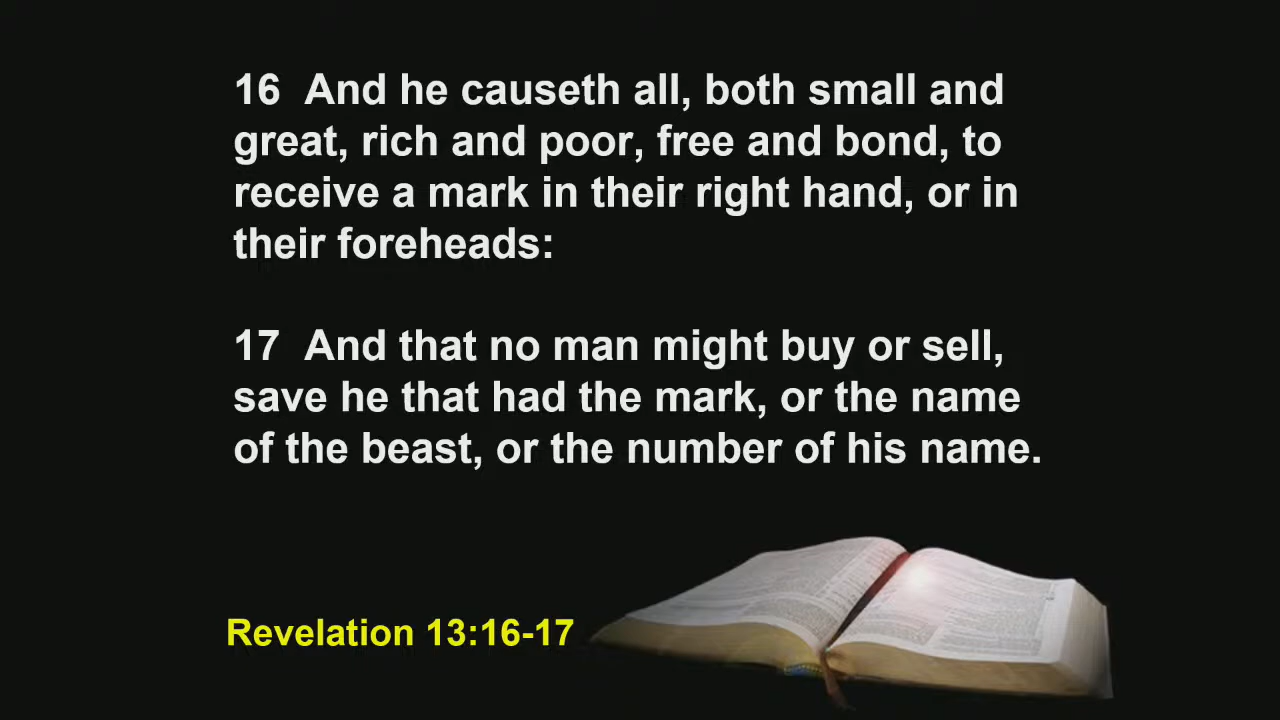 16 And he causeth all, both small and
great, rich and poor, free and bond, to
receive a mark in their right hand, or in
their foreheads:
17 And that no man might buy or sell,
save he that had the mark, or the name
of the beast, or the number of his name.
Revelation 13:16-17